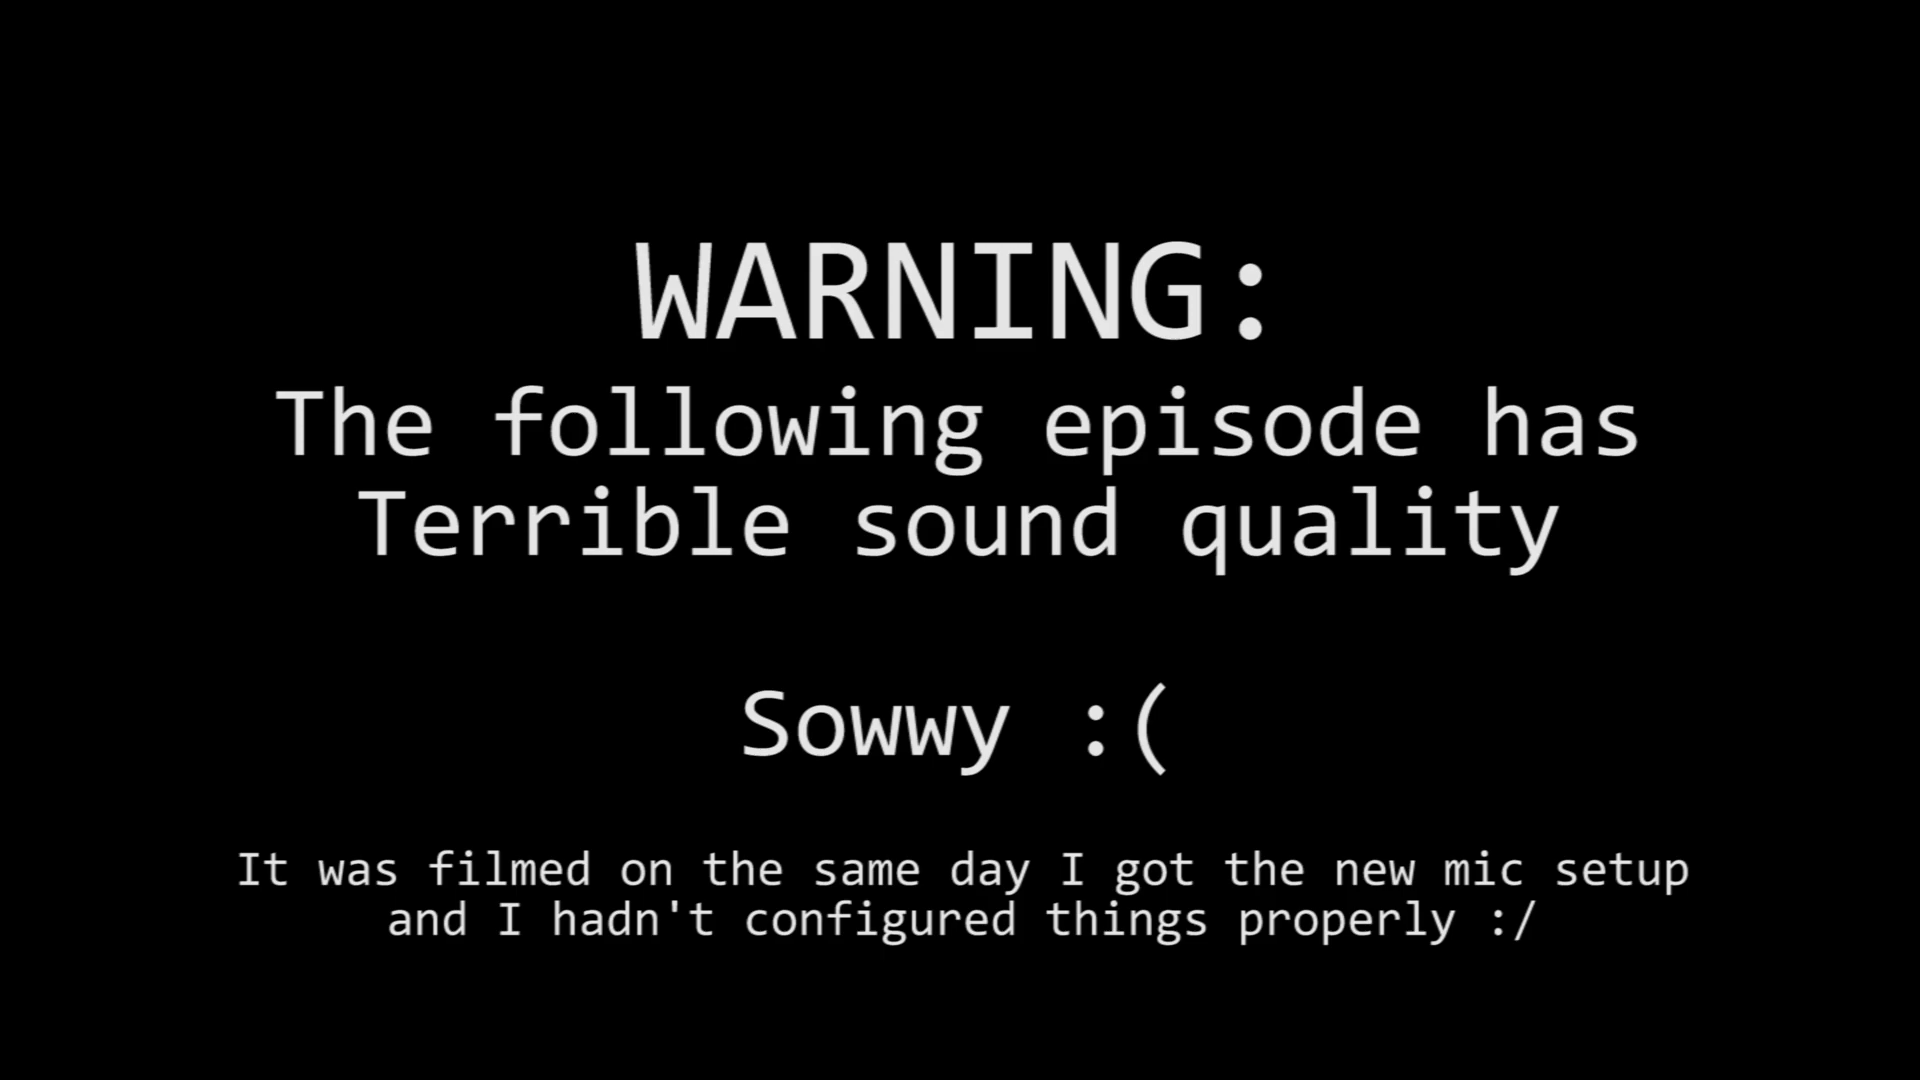 WARNING:
The following episode has
Terrible sound quality
Sowwy :(
It was filmed on the same day I got the new mic setup
and I hadn't configured things properly :/